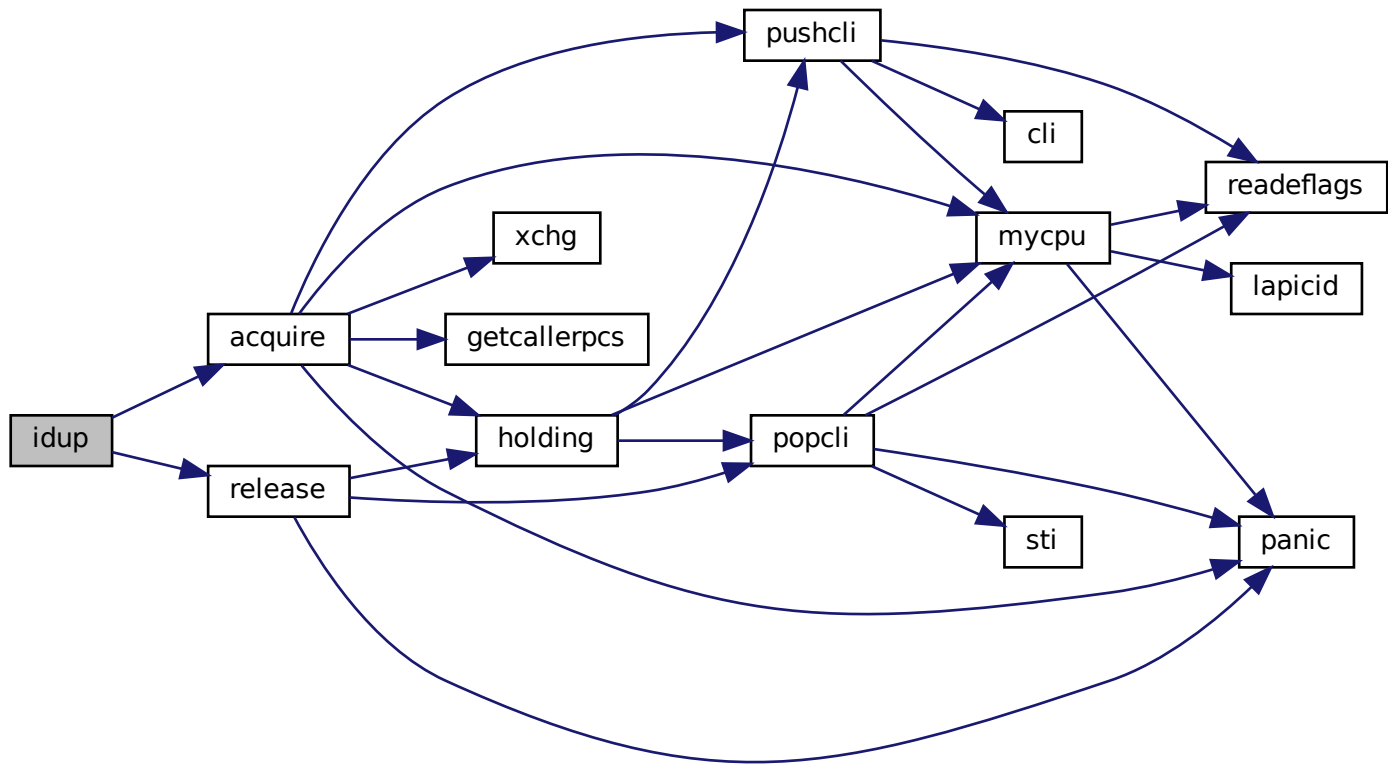 pushcli
cli
readeflags
xchg
mycpu
lapicid
acquire
getcallerpcs
idup
holding
popcli
release
sti
panic